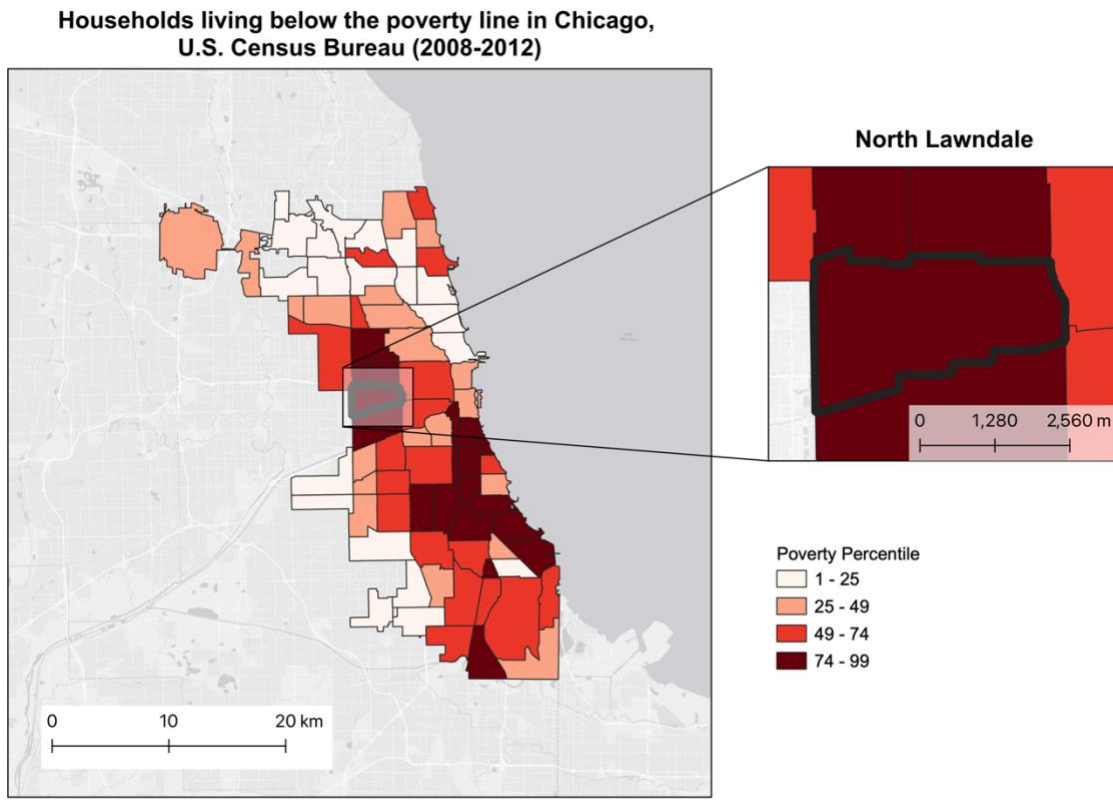 Households living below the poverty line in Chicago,
U.S. Census Bureau (2008-2012)
North Lawndale
0 1,280 2,560 m
Poverty Percentile
1 - 25
25 - 49
49 - 74
74 - 99
0 10 20 km